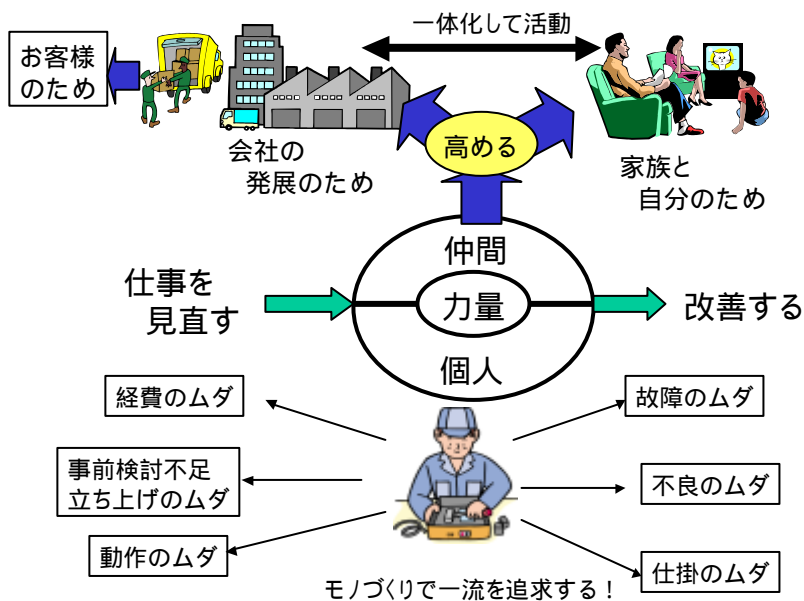 一体化して活動
お客様
のため
高める
会社の
発展のため
家族と
自分のため
仲間
仕事を
見直す
力量
改善する
個人
経費のムダ
故障のムダ
事前検討不足
立ち上げのムダ
不良のムダ
動作のムダ
仕掛のムダ
モノづくりで一流を追求する！